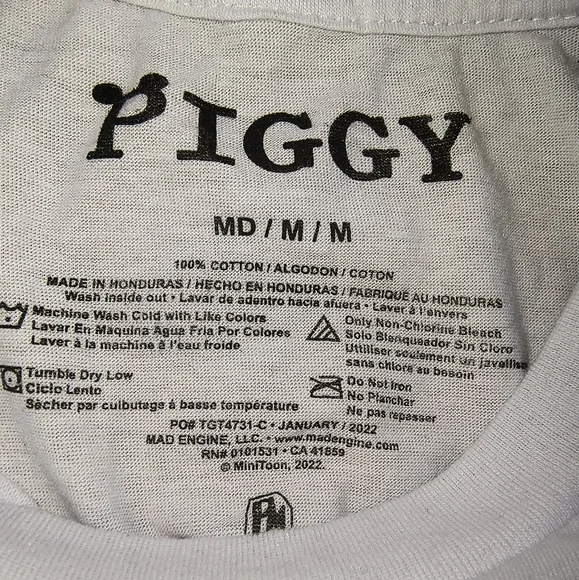 PIGGY
MD / M / M
100% COTTON / ALGODON / COTON
MADE IN HONDURAS / HECHO EN HONDURAS / FABRIQUE AU HONDURAS
Wash inside out • Lavar de adentro hacia afuera • Laver à l'envers
Machine Wash Cold with Like Colors
Lavar En Maquina Agua Fria Por Colores
Laver à la machine à l'eau froide
Only Non-Chlorine Bleach
Solo Blanqueador Sin Cloro
Utiliser seulement un javellisa
sans chlore au besoin
Tumble Dry Low
Ciclo Lento
Sècher par culbutage à basse température
Do Not Iron
No Planchar
Ne pas repasser
PO# TGT4731-C • JANUARY / 2022
MAD ENGINE, LLC. • www.madengine.com
RN# 0101531 • CA 41859
© MiniToon, 2022.